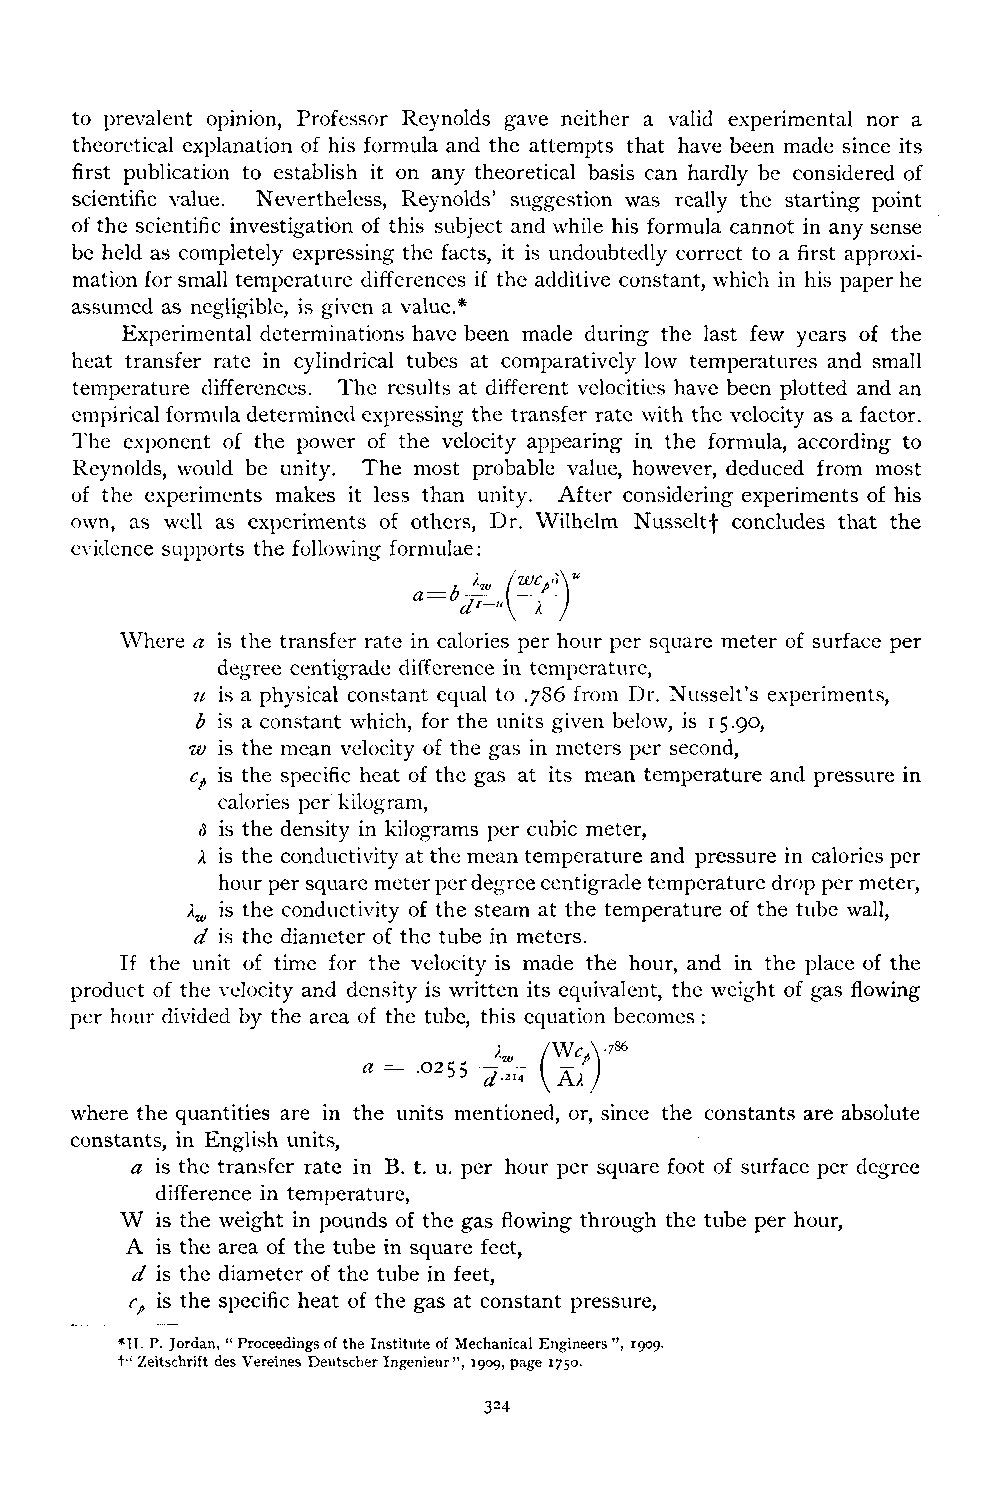 to prevalent opinion, Professor Reynolds gave neither a valid experimental nor a
theoretical explanation of his formula and the attempts that have been made since its
first publication to establish it on any theoretical basis can hardly be considered of
scientific value. Nevertheless, Reynolds' suggestion was really the starting point
of the scientific investigation of this subject and while his formula cannot in any sense
be held as completely expressing the facts, it is undoubtedly correct to a first approxi-
mation for small temperature differences if the additive constant, which in his paper he
assumed as negligible, is given a value.*
Experimental determinations have been made during the last few years of the
heat transfer rate in cylindrical tubes at comparatively low temperatures and small
temperature differences. The results at different velocities have been plotted and an
empirical formula determined expressing the transfer rate with the velocity as a factor.
The exponent of the power of the velocity appearing in the formula, according to
Reynolds, would be unity. The most probable value, however, deduced from most
of the experiments makes it less than unity. After considering experiments of his
own, as well as experiments of others, Dr. Wilhelm Nusselt† concludes that the
evidence supports the following formulae:
a=b λw/d^(1−u) (wcpδ/λ)^u
Where a is the transfer rate in calories per hour per square meter of surface per
degree centigrade difference in temperature,
u is a physical constant equal to .786 from Dr. Nusselt's experiments,
b is a constant which, for the units given below, is 15.90,
w is the mean velocity of the gas in meters per second,
cp is the specific heat of the gas at its mean temperature and pressure in
calories per kilogram,
δ is the density in kilograms per cubic meter,
λ is the conductivity at the mean temperature and pressure in calories per
hour per square meter per degree centigrade temperature drop per meter,
λw is the conductivity of the steam at the temperature of the tube wall,
d is the diameter of the tube in meters.
If the unit of time for the velocity is made the hour, and in the place of the
product of the velocity and density is written its equivalent, the weight of gas flowing
per hour divided by the area of the tube, this equation becomes:
a = .0255 λw/d^.214 (Wcp/Aλ)^.786
where the quantities are in the units mentioned, or, since the constants are absolute
constants, in English units,
a is the transfer rate in B. t. u. per hour per square foot of surface per degree
difference in temperature,
W is the weight in pounds of the gas flowing through the tube per hour,
A is the area of the tube in square feet,
d is the diameter of the tube in feet,
cp is the specific heat of the gas at constant pressure,
*H. P. Jordan, "Proceedings of the Institute of Mechanical Engineers", 1909.
†"Zeitschrift des Vereines Deutscher Ingenieur", 1909, page 1750.
324